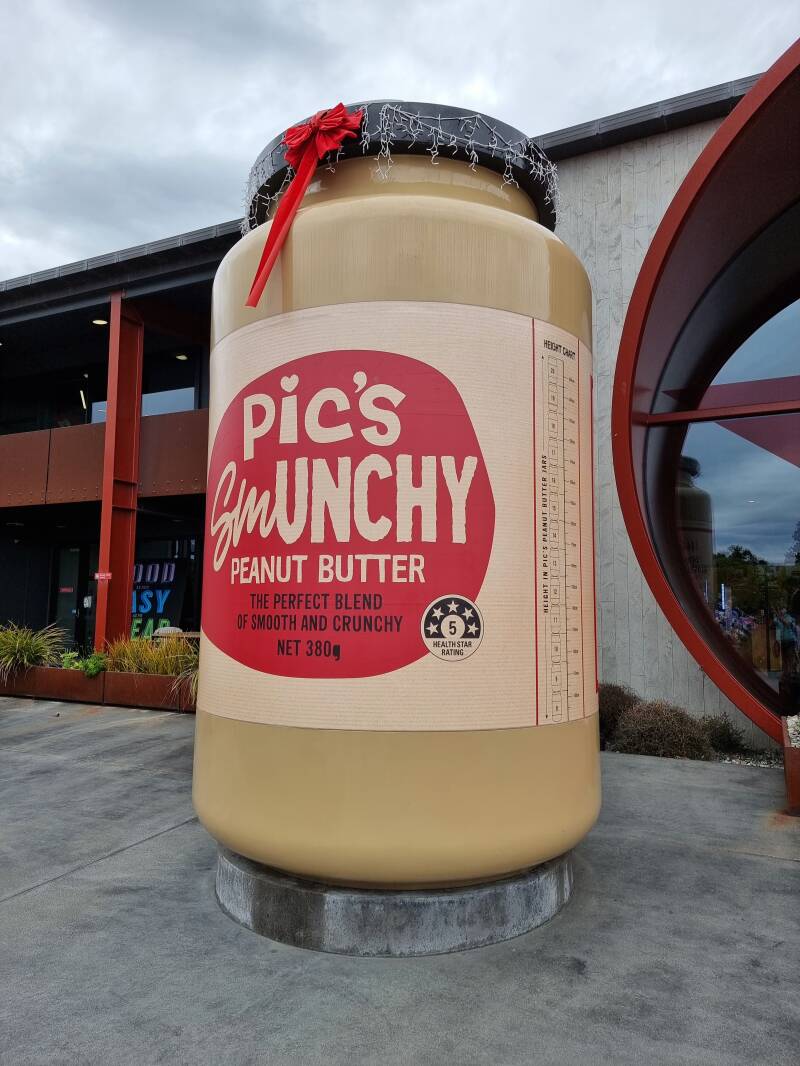 Pic's
SmUNCHY
PEANUT BUTTER
THE PERFECT BLEND
OF SMOOTH AND CRUNCHY
NET 380g
5
HEALTH STAR
RATING
HEIGHT CHART
HEIGHT IN PIC'S PEANUT BUTTER JARS